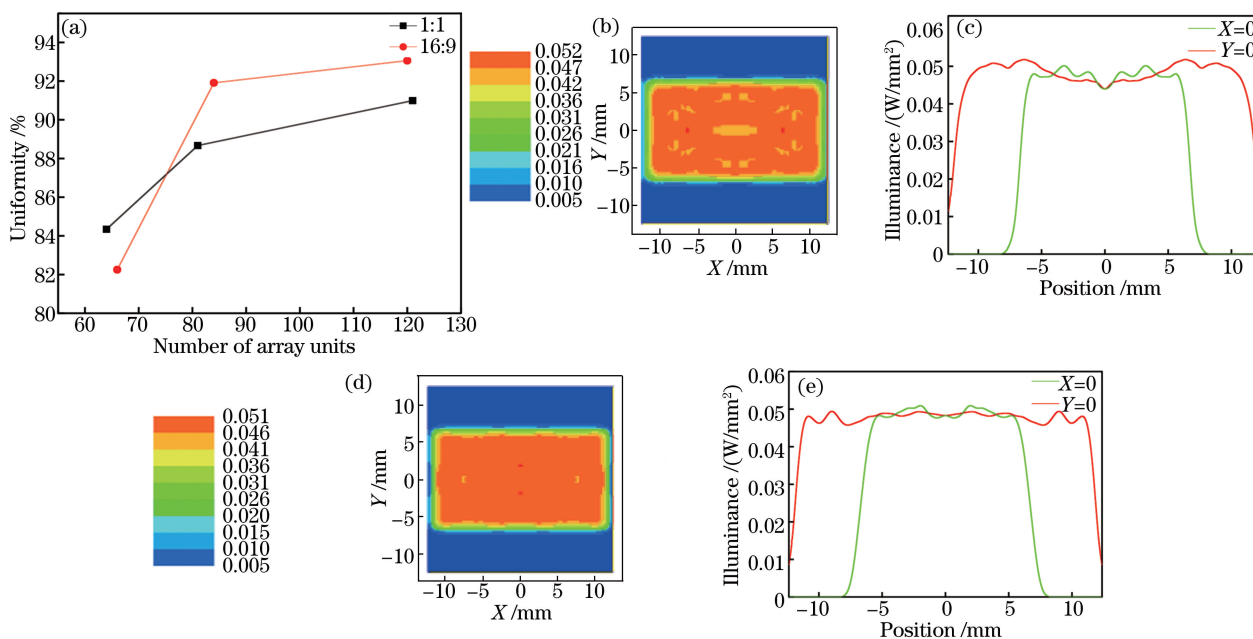 (a)
1:1
16:9
94
92
90
88
86
84
82
80
Uniformity /%
60 70 80 90 100 110 120 130
Number of array units
0.052
0.047
0.042
0.036
0.031
0.026
0.021
0.016
0.010
0.005
(b)
10
5
0
−5
−10
Y /mm
−10 −5 0 5 10
X /mm
(c)
X=0
Y=0
0.06
0.05
0.04
0.03
0.02
0.01
0
Illuminance /(W/mm²)
−10 −5 0 5 10
Position /mm
0.051
0.046
0.041
0.036
0.031
0.026
0.020
0.015
0.010
0.005
(d)
10
5
0
−5
−10
Y /mm
−10 −5 0 5 10
X /mm
(e)
X=0
Y=0
0.06
0.05
0.04
0.03
0.02
0.01
0
Illuminance /(W/mm²)
−10 −5 0 5 10
Position /mm